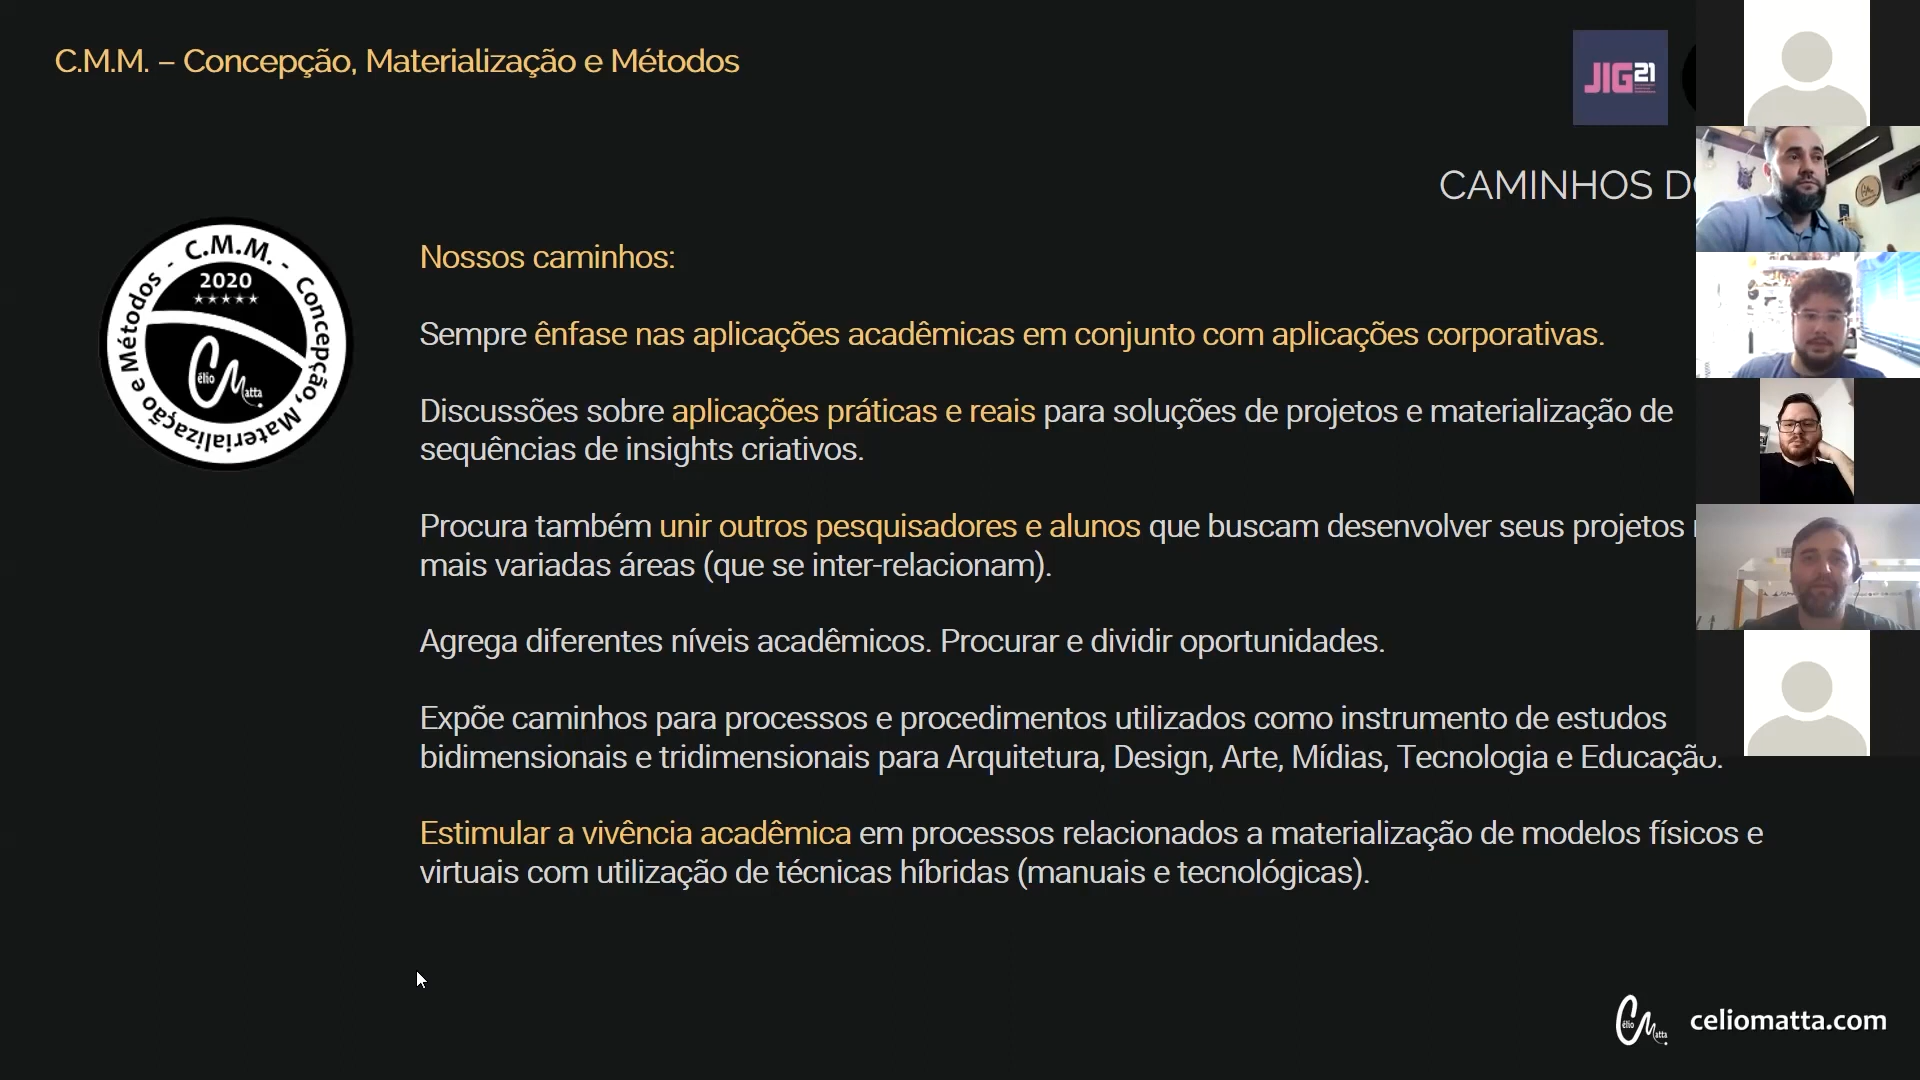 C.M.M. – Concepção, Materialização e Métodos
JIG21
CAMINHOS
C.M.M. - Concepção, Materialização e Métodos -
2020
Célio
Matta
Nossos caminhos:
Sempre ênfase nas aplicações acadêmicas em conjunto com aplicações corporativas.
Discussões sobre aplicações práticas e reais para soluções de projetos e materialização de
sequências de insights criativos.
Procura também unir outros pesquisadores e alunos que buscam desenvolver seus projetos
mais variadas áreas (que se inter-relacionam).
Agrega diferentes níveis acadêmicos. Procurar e dividir oportunidades.
Expõe caminhos para processos e procedimentos utilizados como instrumento de estudos
bidimensionais e tridimensionais para Arquitetura, Design, Arte, Mídias, Tecnologia e Educação.
Estimular a vivência acadêmica em processos relacionados a materialização de modelos físicos e
virtuais com utilização de técnicas híbridas (manuais e tecnológicas).
Célio Matta
celiomatta.com